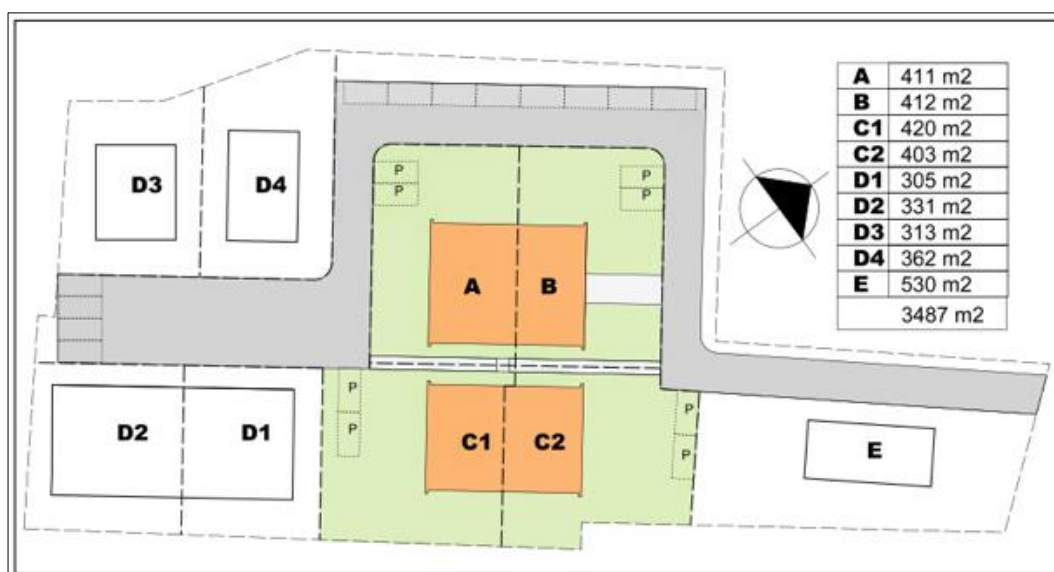 A 411 m2
B 412 m2
C1 420 m2
C2 403 m2
D1 305 m2
D2 331 m2
D3 313 m2
D4 362 m2
E 530 m2
3487 m2
D3 D4
P P
P P
A B
P P
P P
D2 D1 C1 C2 E